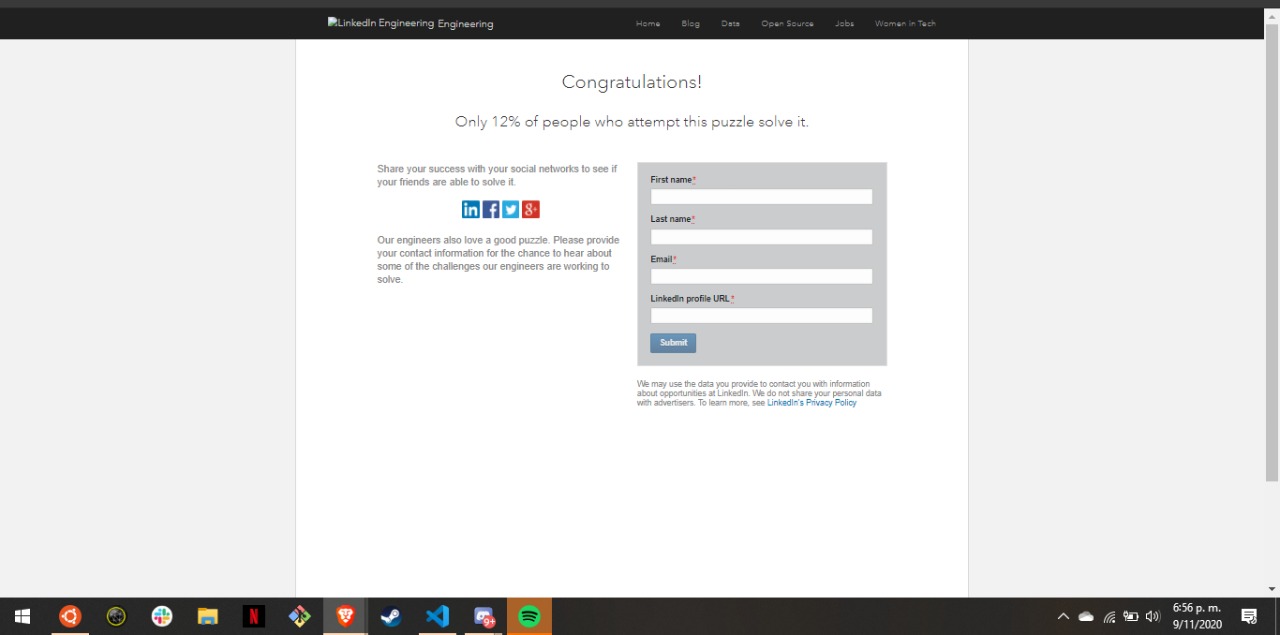 LinkedIn Engineering Engineering
Home Blog Data Open Source Jobs Women in Tech
Congratulations!
Only 12% of people who attempt this puzzle solve it.
Share your success with your social networks to see if
your friends are able to solve it.
in f g+
Our engineers also love a good puzzle. Please provide
your contact information for the chance to hear about
some of the challenges our engineers are working to
solve.
First name*
Last name*
Email*
LinkedIn profile URL*
Submit
We may use the data you provide to contact you with information
about opportunities at LinkedIn. We do not share your personal data
with advertisers. To learn more, see LinkedIn's Privacy Policy
N
9+
6:56 p. m.
9/11/2020